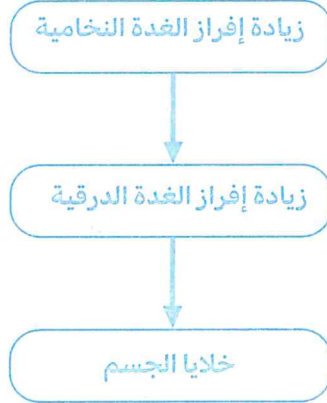 زيادة إفراز الغدة النخامية
زيادة إفراز الغدة الدرقية
خلايا الجسم